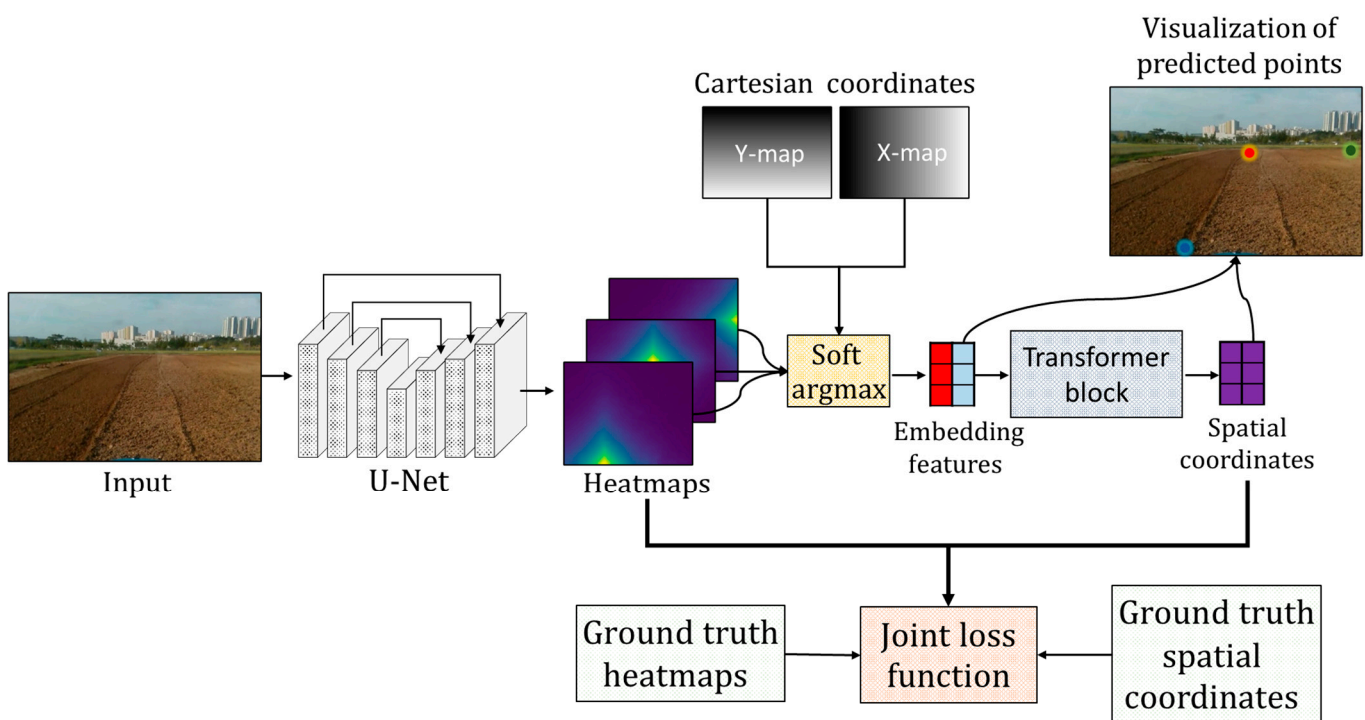 Visualization of
predicted points
Cartesian coordinates
Y-map
X-map
Soft
argmax
Transformer
block
Embedding
features
Spatial
coordinates
Input
U-Net
Heatmaps
Ground truth
heatmaps
Joint loss
function
Ground truth
spatial
coordinates